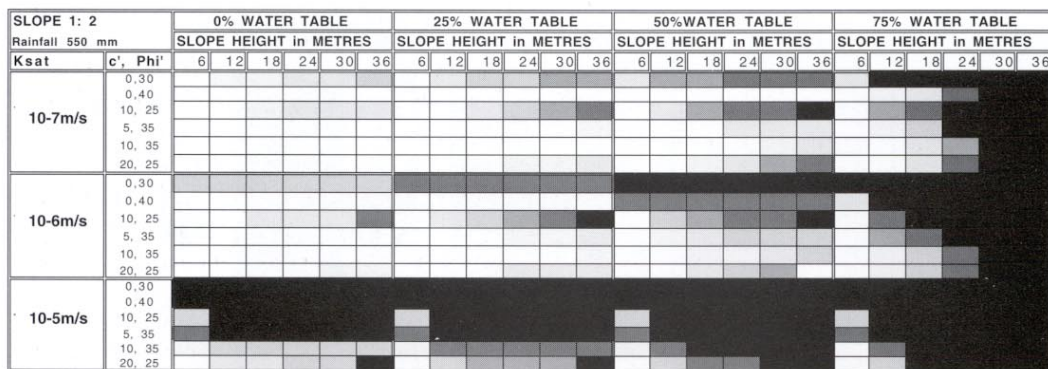 SLOPE 1: 2 0% WATER TABLE 25% WATER TABLE 50%WATER TABLE 75% WATER TABLE
Rainfall 550 mm SLOPE HEIGHT in METRES SLOPE HEIGHT in METRES SLOPE HEIGHT in METRES SLOPE HEIGHT in METRES
Ksat c', Phi' 6 12 18 24 30 36 6 12 18 24 30 36 6 12 18 24 30 36 6 12 18 24 30 36
0,30
0,40
10-7m/s 10, 25
5, 35
10, 35
20, 25
0,30
0,40
10-6m/s 10, 25
5, 35
10, 35
20, 25
0,30
0,40
10-5m/s 10, 25
5, 35
10, 35
20, 25